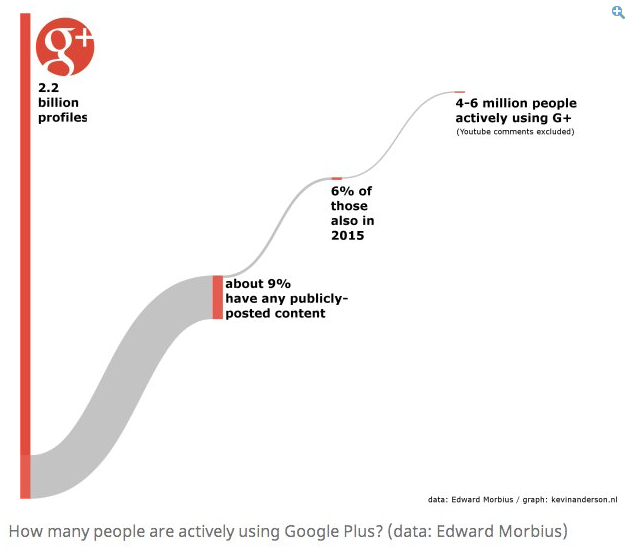 g+
2.2
billion
profiles
4-6 million people
actively using G+
(Youtube comments excluded)
6% of
those
also in
2015
about 9%
have any publicly-
posted content
data: Edward Morbius / graph: kevinanderson.nl
How many people are actively using Google Plus? (data: Edward Morbius)